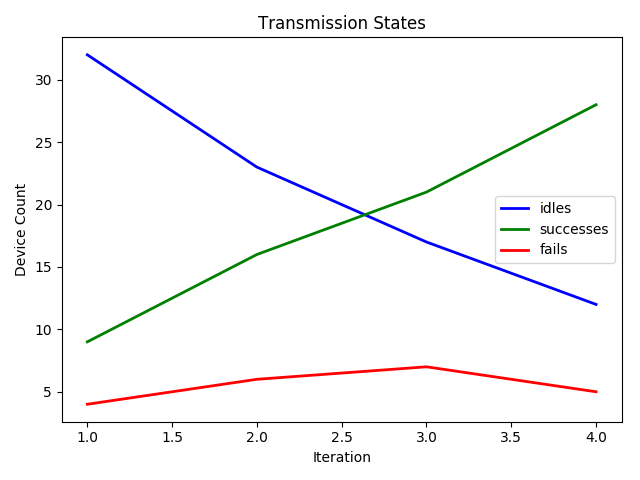 Transmission States
Device Count
30
25
20
15
10
5
idles
successes
fails
1.0 1.5 2.0 2.5 3.0 3.5 4.0
Iteration